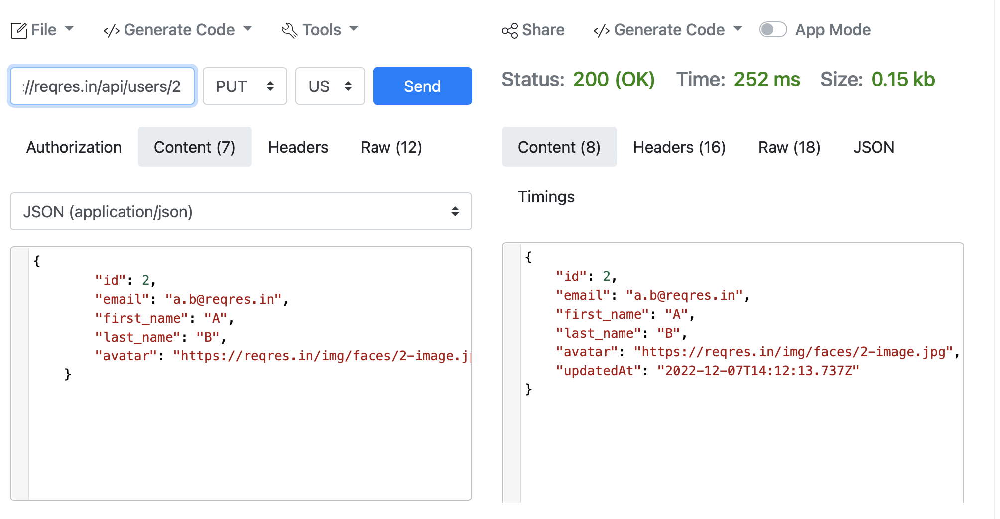 File
</> Generate Code
Tools
://reqres.in/api/users/2
PUT
US
Send
Authorization
Content (7)
Headers
Raw (12)
JSON (application/json)
{
"id": 2,
"email": "a.b@reqres.in",
"first_name": "A",
"last_name": "B",
"avatar": "https://reqres.in/img/faces/2-image.jp
}
Share
</> Generate Code
App Mode
Status: 200 (OK) Time: 252 ms Size: 0.15 kb
Content (8)
Headers (16)
Raw (18)
JSON
Timings
{
"id": 2,
"email": "a.b@reqres.in",
"first_name": "A",
"last_name": "B",
"avatar": "https://reqres.in/img/faces/2-image.jpg",
"updatedAt": "2022-12-07T14:12:13.737Z"
}